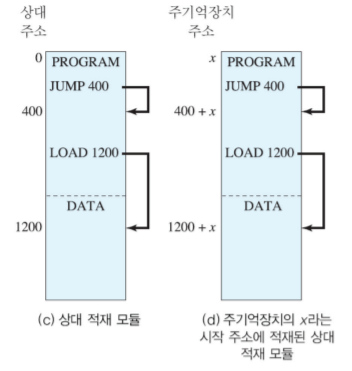 상대
주소
0
PROGRAM
JUMP 400
400
LOAD 1200
DATA
1200
(c) 상대 적재 모듈
주기억장치
주소
x
PROGRAM
JUMP 400
400 + x
LOAD 1200
DATA
1200 + x
(d) 주기억장치의 x라는
시작 주소에 적재된 상대
적재 모듈